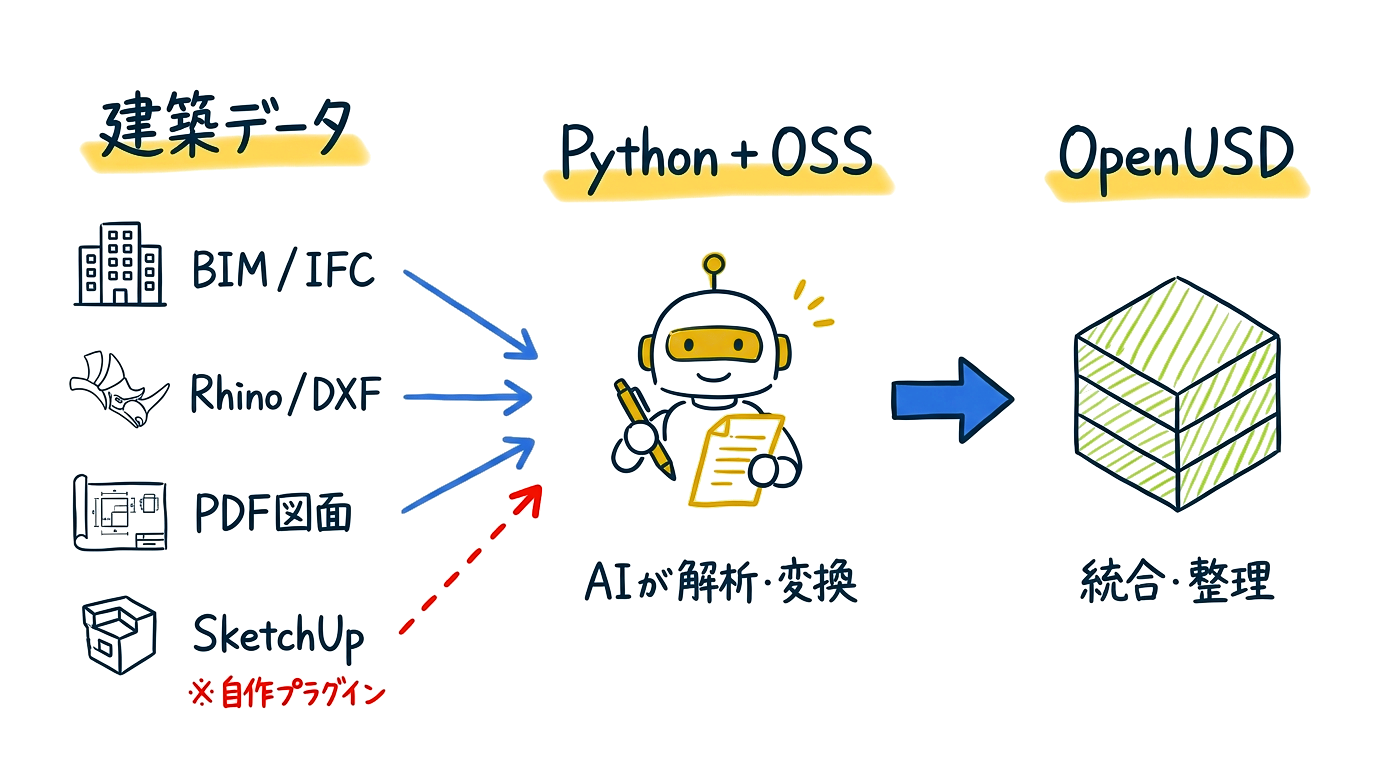 建築データ
BIM / IFC
Rhino / DXF
PDF図面
SketchUp
※自作プラグイン
Python + OSS
AIが解析・変換
OpenUSD
統合・整理